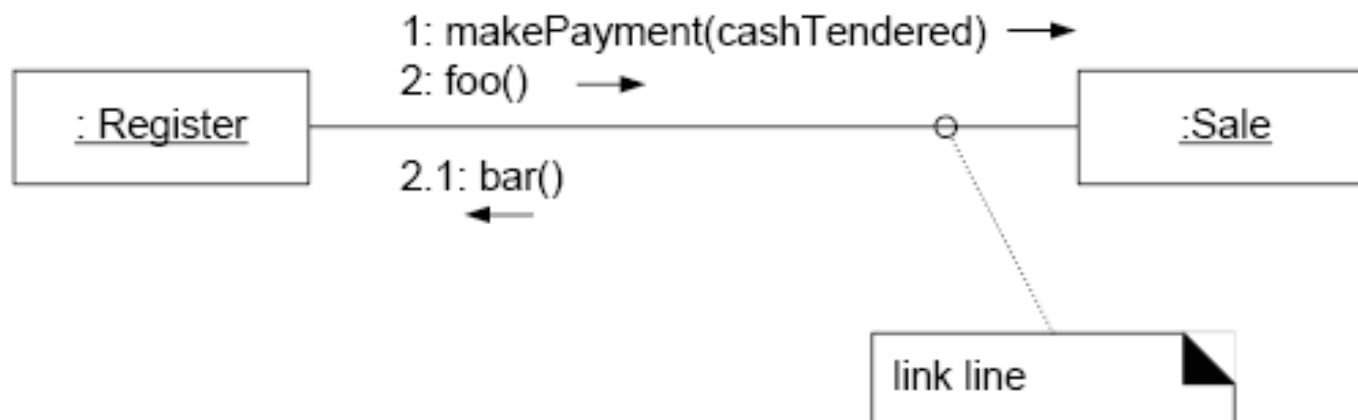 1: makePayment(cashTendered)
2: foo()
: Register
:Sale
2.1: bar()
link line